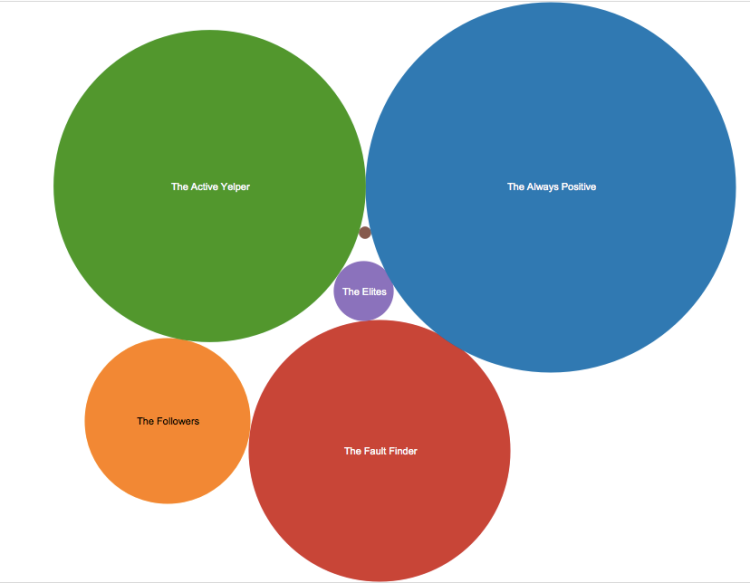 The Active Yelper
The Always Positive
The Elites
The Followers
The Fault Finder